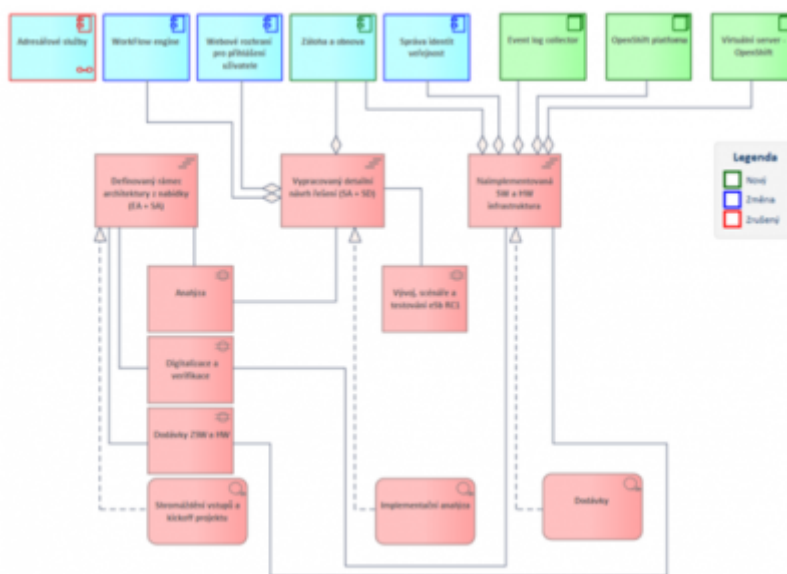 Adresářové služby
WorkFlow engine
Webové rozhraní
pro přihlášení
uživatele
Záloha a obnova
Správa identit
veřejnost
Event log collector
OpenShift platforma
Virtuální server
OpenShift
Definovaný rámec
architektury z nabídky
(EA + SA)
Vypracovaný detailní
návrh řešení (SA + SD)
Naimplementovaná
SW a HW
infrastruktura
Legenda
Nový
Změna
Zrušený
Analýza
Vývoj, scénáře a
testování eSb RC1
Digitalizace a
verifikace
Dodávky ZSW a HW
Shromáždění vstupů a
kickoff projektu
Implementační analýza
Dodávky